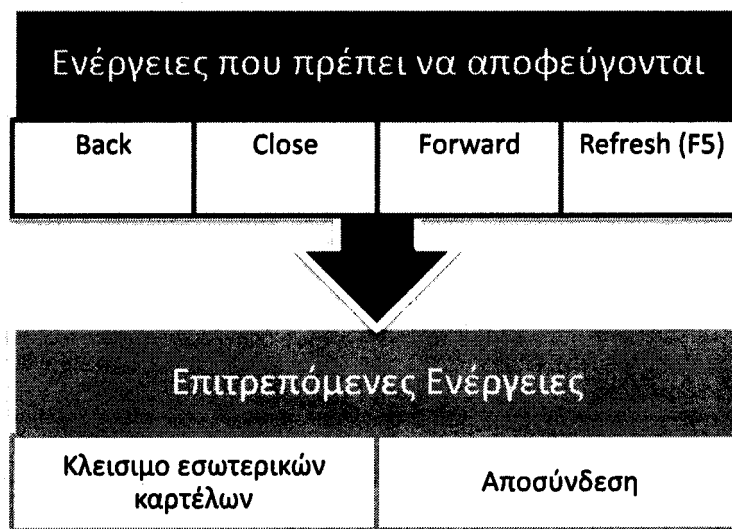 Ενέργειες που πρέπει να αποφεύγονται
Back Close Forward Refresh (F5)
Επιτρεπόμενες Ενέργειες
Κλεισιμο εσωτερικών
καρτέλων
Αποσύνδεση